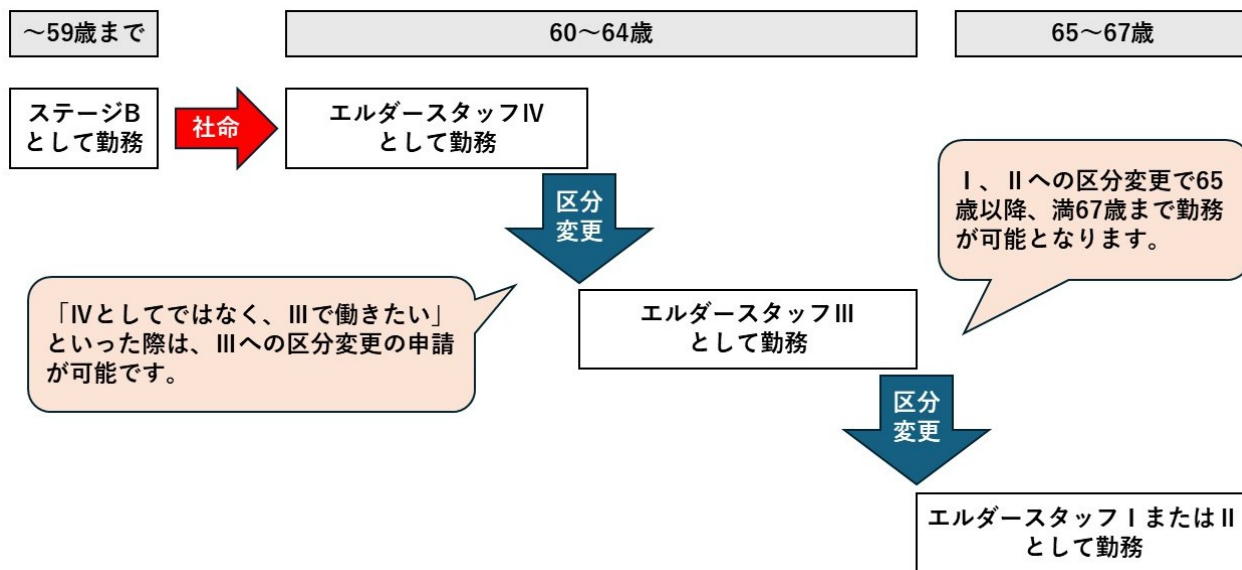 ～59歳まで
60～64歳
65～67歳
ステージB
として勤務
社命
エルダースタッフⅣ
として勤務
区分
変更
Ⅰ、Ⅱへの区分変更で65
歳以降、満67歳まで勤務
が可能となります。
「Ⅳとしてではなく、Ⅲで働きたい」
といった際は、Ⅲへの区分変更の申請
が可能です。
エルダースタッフⅢ
として勤務
区分
変更
エルダースタッフⅠまたはⅡ
として勤務